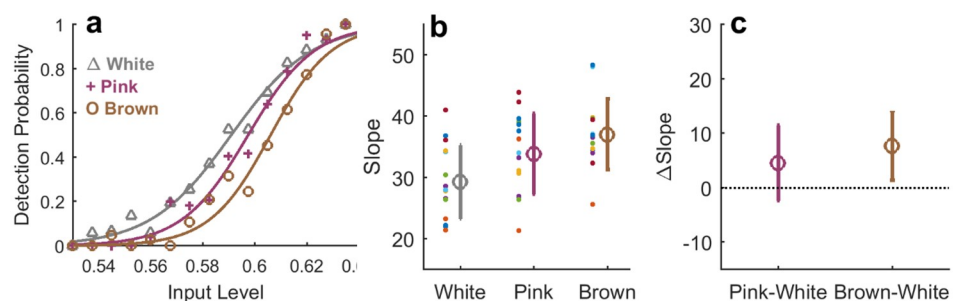 a
Detection Probability
1
0.8
0.6
0.4
0.2
0
△ White
+ Pink
O Brown
0.54 0.56 0.58 0.6 0.62
Input Level
b
Slope
50
40
30
20
White Pink Brown
c
ΔSlope
30
20
10
0
-10
Pink-White Brown-White